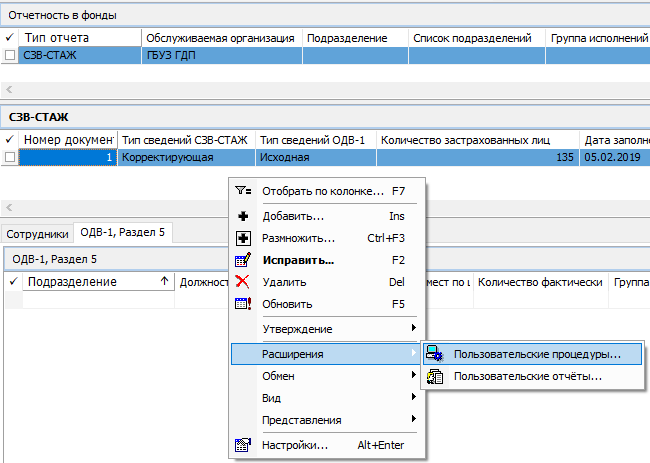 Отчетность в фонды
Тип отчета Обслуживаемая организация Подразделение Список подразделений Группа исполнений
СЗВ-СТАЖ ГБУЗ ГДП
СЗВ-СТАЖ
Номер документ Тип сведений СЗВ-СТАЖ Тип сведений ОДВ-1 Количество застрахованных лиц Дата заполне
1 Корректирующая Исходная 135 05.02.2019
Отобрать по колонке... F7
Добавить... Ins
Размножить... Ctrl+F3
Исправить... F2
Удалить Del
Обновить F5
Утверждение
Расширения
Обмен
Вид
Представления
Настройки... Alt+Enter
Пользовательские процедуры...
Пользовательские отчёты...
Сотрудники ОДВ-1, Раздел 5
ОДВ-1, Раздел 5
Подразделение Должност мест по ш Количество фактически Группа